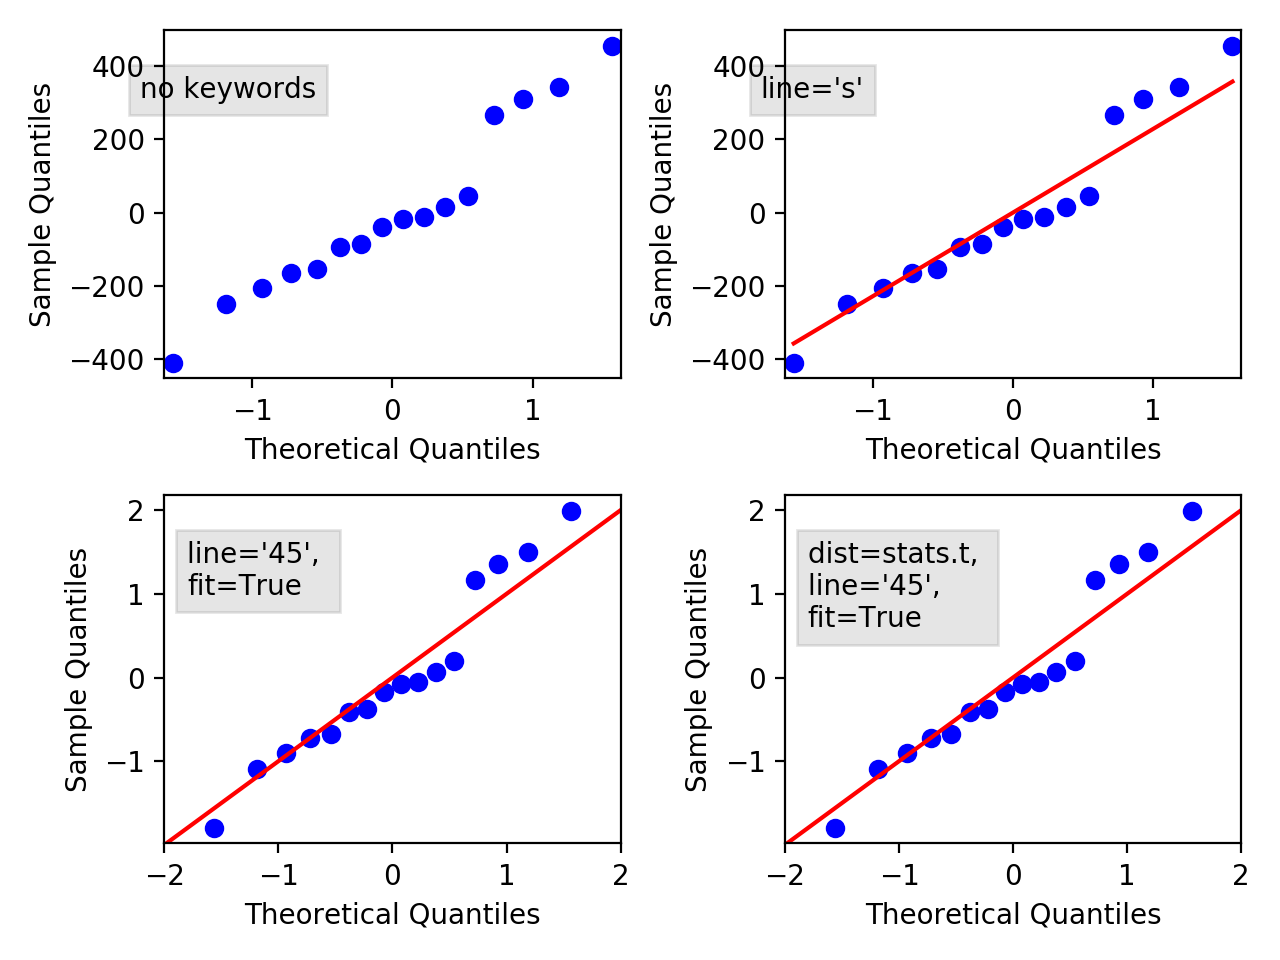 400
no keywords
200
0
−200
−400
Sample Quantiles
−1
0
1
Theoretical Quantiles
400
line='s'
200
0
−200
−400
Sample Quantiles
−1
0
1
Theoretical Quantiles
2
line='45',
fit=True
1
0
−1
Sample Quantiles
−2
−1
0
1
2
Theoretical Quantiles
2
dist=stats.t,
line='45',
fit=True
1
0
−1
Sample Quantiles
−2
−1
0
1
2
Theoretical Quantiles